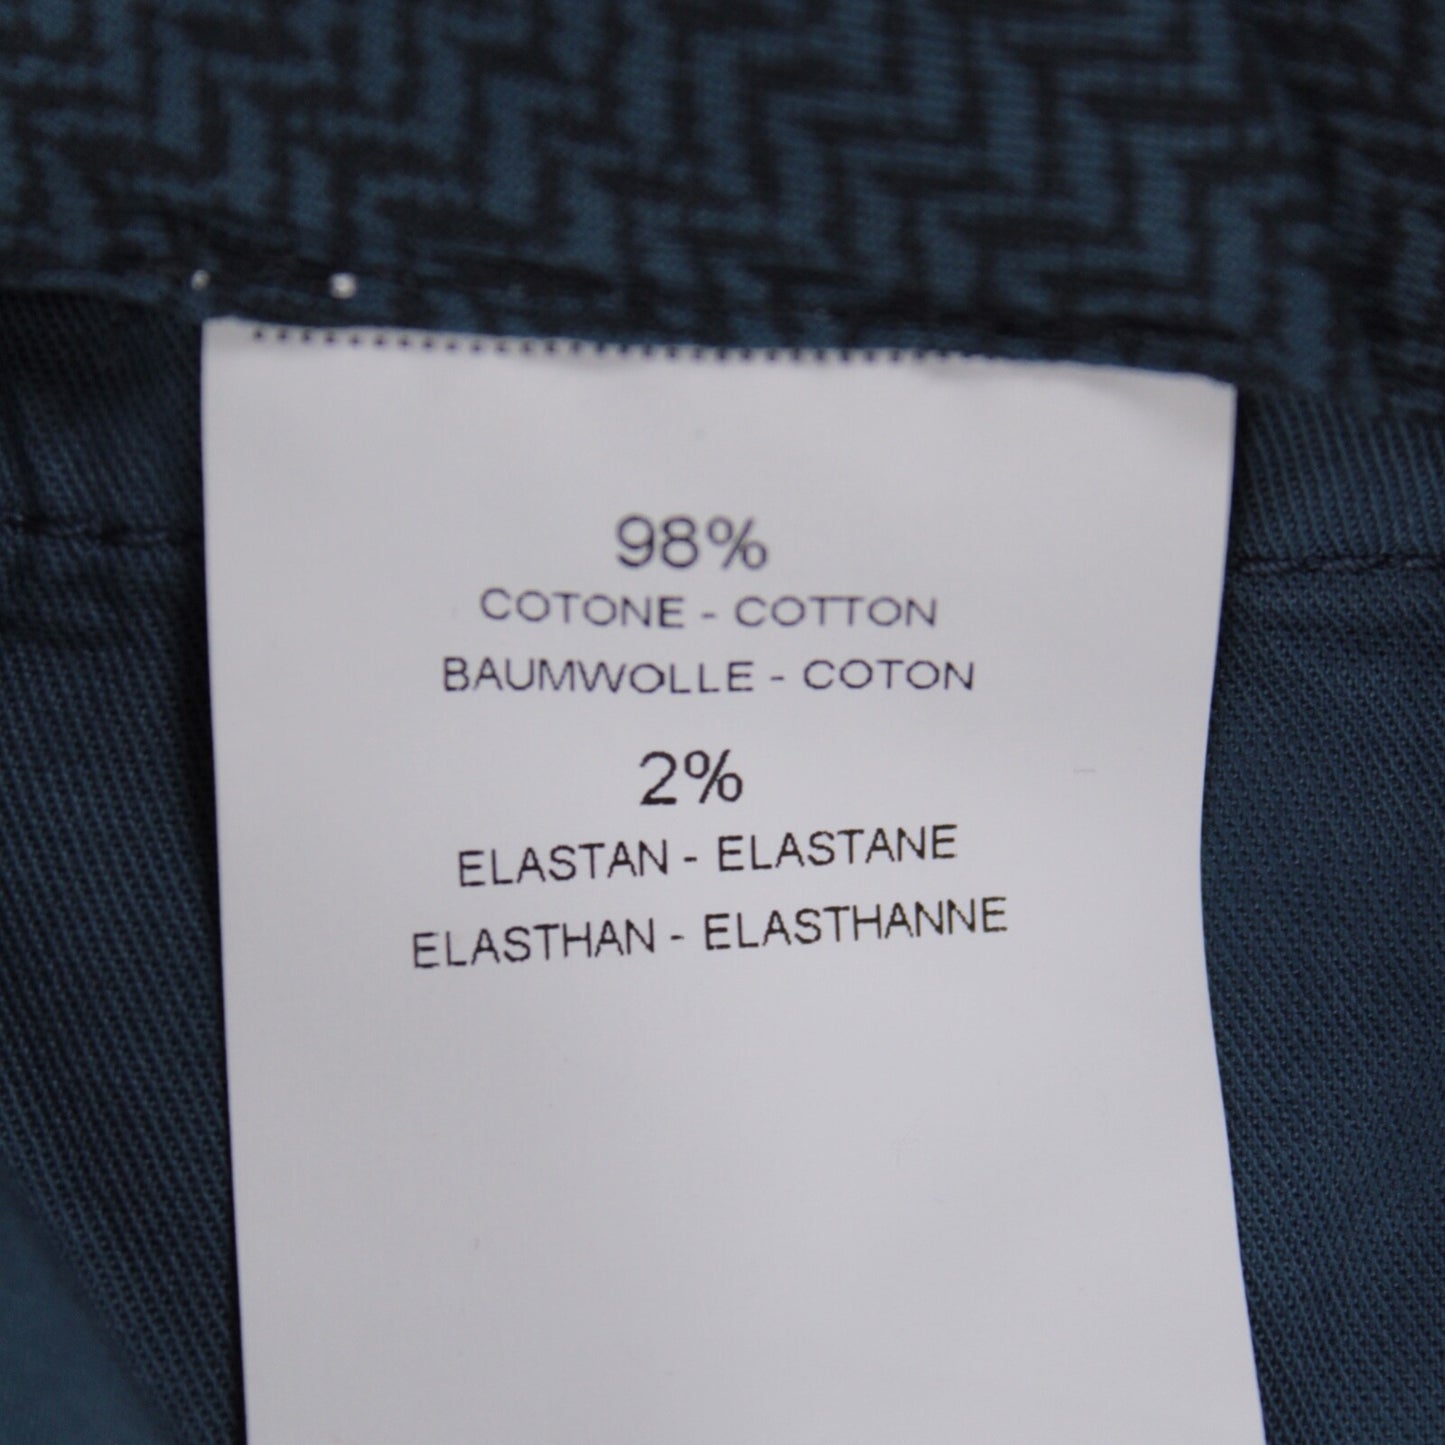 98%
COTONE - COTTON
BAUMWOLLE - COTON
2%
ELASTAN - ELASTANE
ELASTHAN - ELASTHANNE